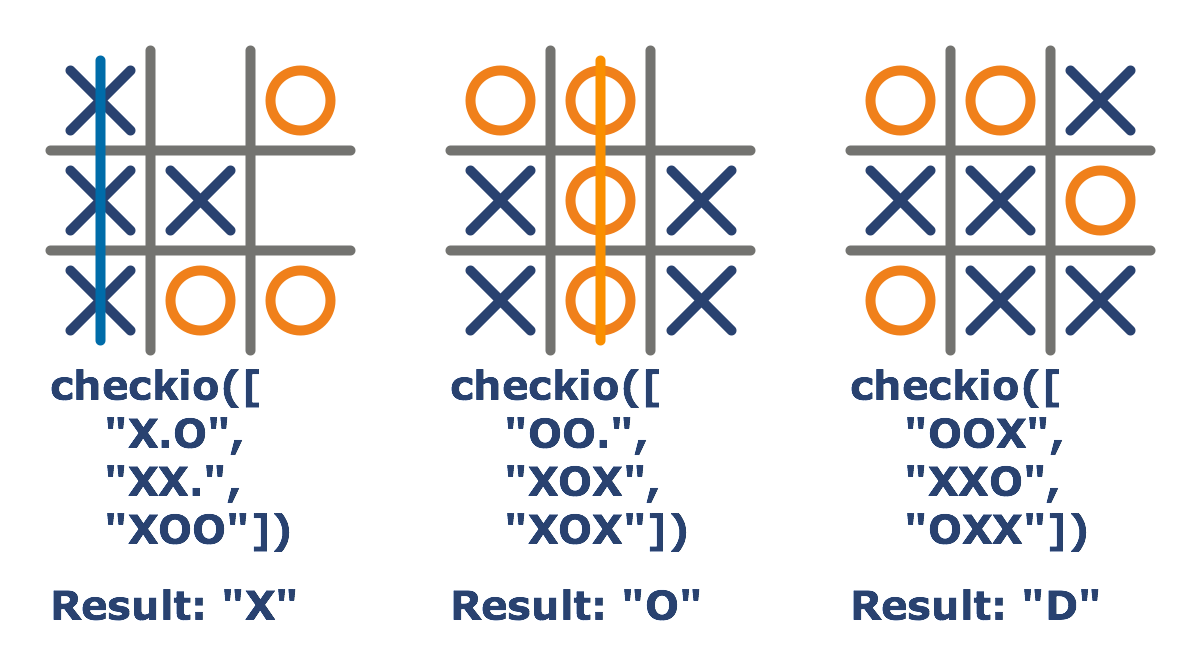 checkio([
"X.O",
"XX.",
"XOO"])
Result: "X"
checkio([
"OO.",
"XOX",
"XOX"])
Result: "O"
checkio([
"OOX",
"XXO",
"OXX"])
Result: "D"